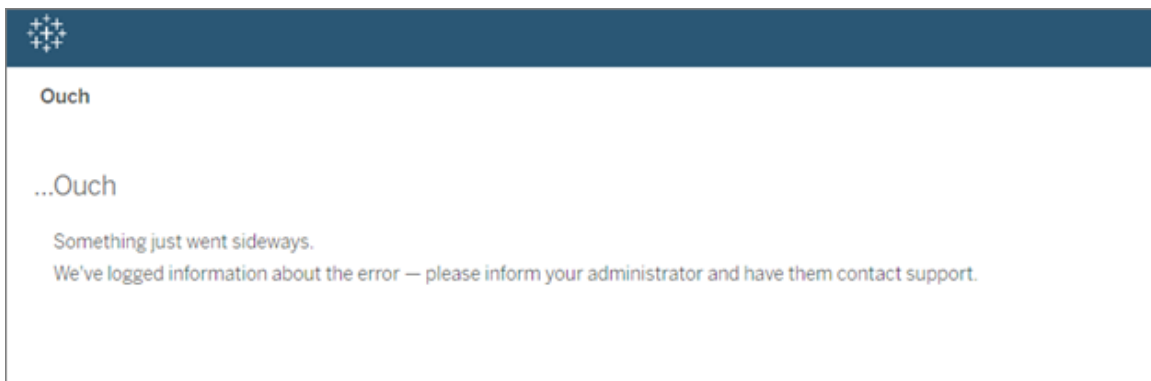 Ouch
...Ouch
Something just went sideways.
We've logged information about the error — please inform your administrator and have them contact support.